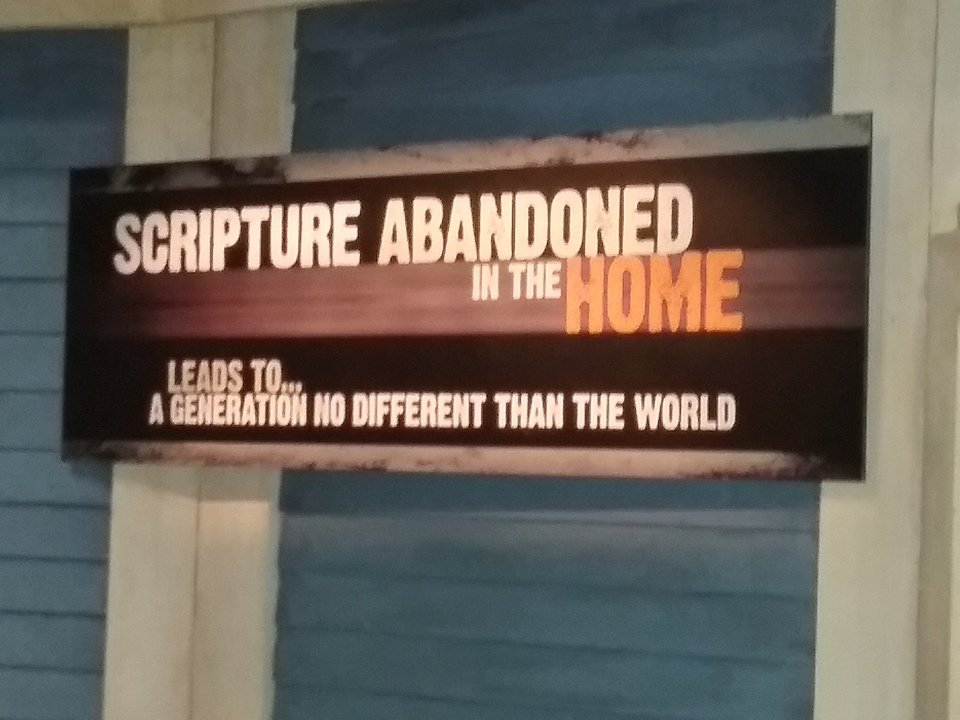 SCRIPTURE ABANDONED
IN THE HOME
LEADS TO...
A GENERATION NO DIFFERENT THAN THE WORLD